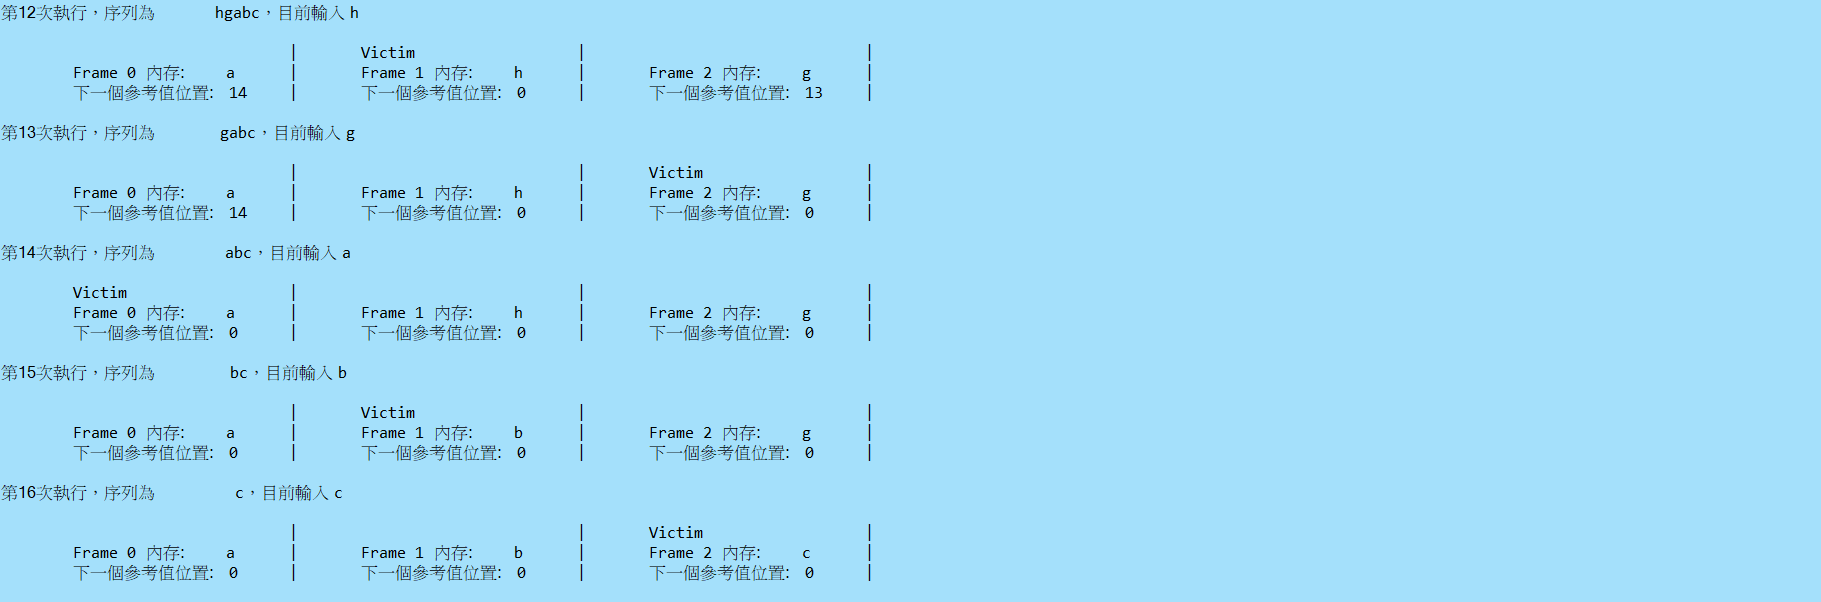 第12次執行，序列為 hgabc，目前輸入 h
| Victim | |
Frame 0 內存: a | Frame 1 內存: h | Frame 2 內存: g |
下一個參考值位置: 14 | 下一個參考值位置: 0 | 下一個參考值位置: 13 |
第13次執行，序列為 gabc，目前輸入 g
| | Victim |
Frame 0 內存: a | Frame 1 內存: h | Frame 2 內存: g |
下一個參考值位置: 14 | 下一個參考值位置: 0 | 下一個參考值位置: 0 |
第14次執行，序列為 abc，目前輸入 a
Victim | | |
Frame 0 內存: a | Frame 1 內存: h | Frame 2 內存: g |
下一個參考值位置: 0 | 下一個參考值位置: 0 | 下一個參考值位置: 0 |
第15次執行，序列為 bc，目前輸入 b
| Victim | |
Frame 0 內存: a | Frame 1 內存: b | Frame 2 內存: g |
下一個參考值位置: 0 | 下一個參考值位置: 0 | 下一個參考值位置: 0 |
第16次執行，序列為 c，目前輸入 c
| | Victim |
Frame 0 內存: a | Frame 1 內存: b | Frame 2 內存: c |
下一個參考值位置: 0 | 下一個參考值位置: 0 | 下一個參考值位置: 0 |